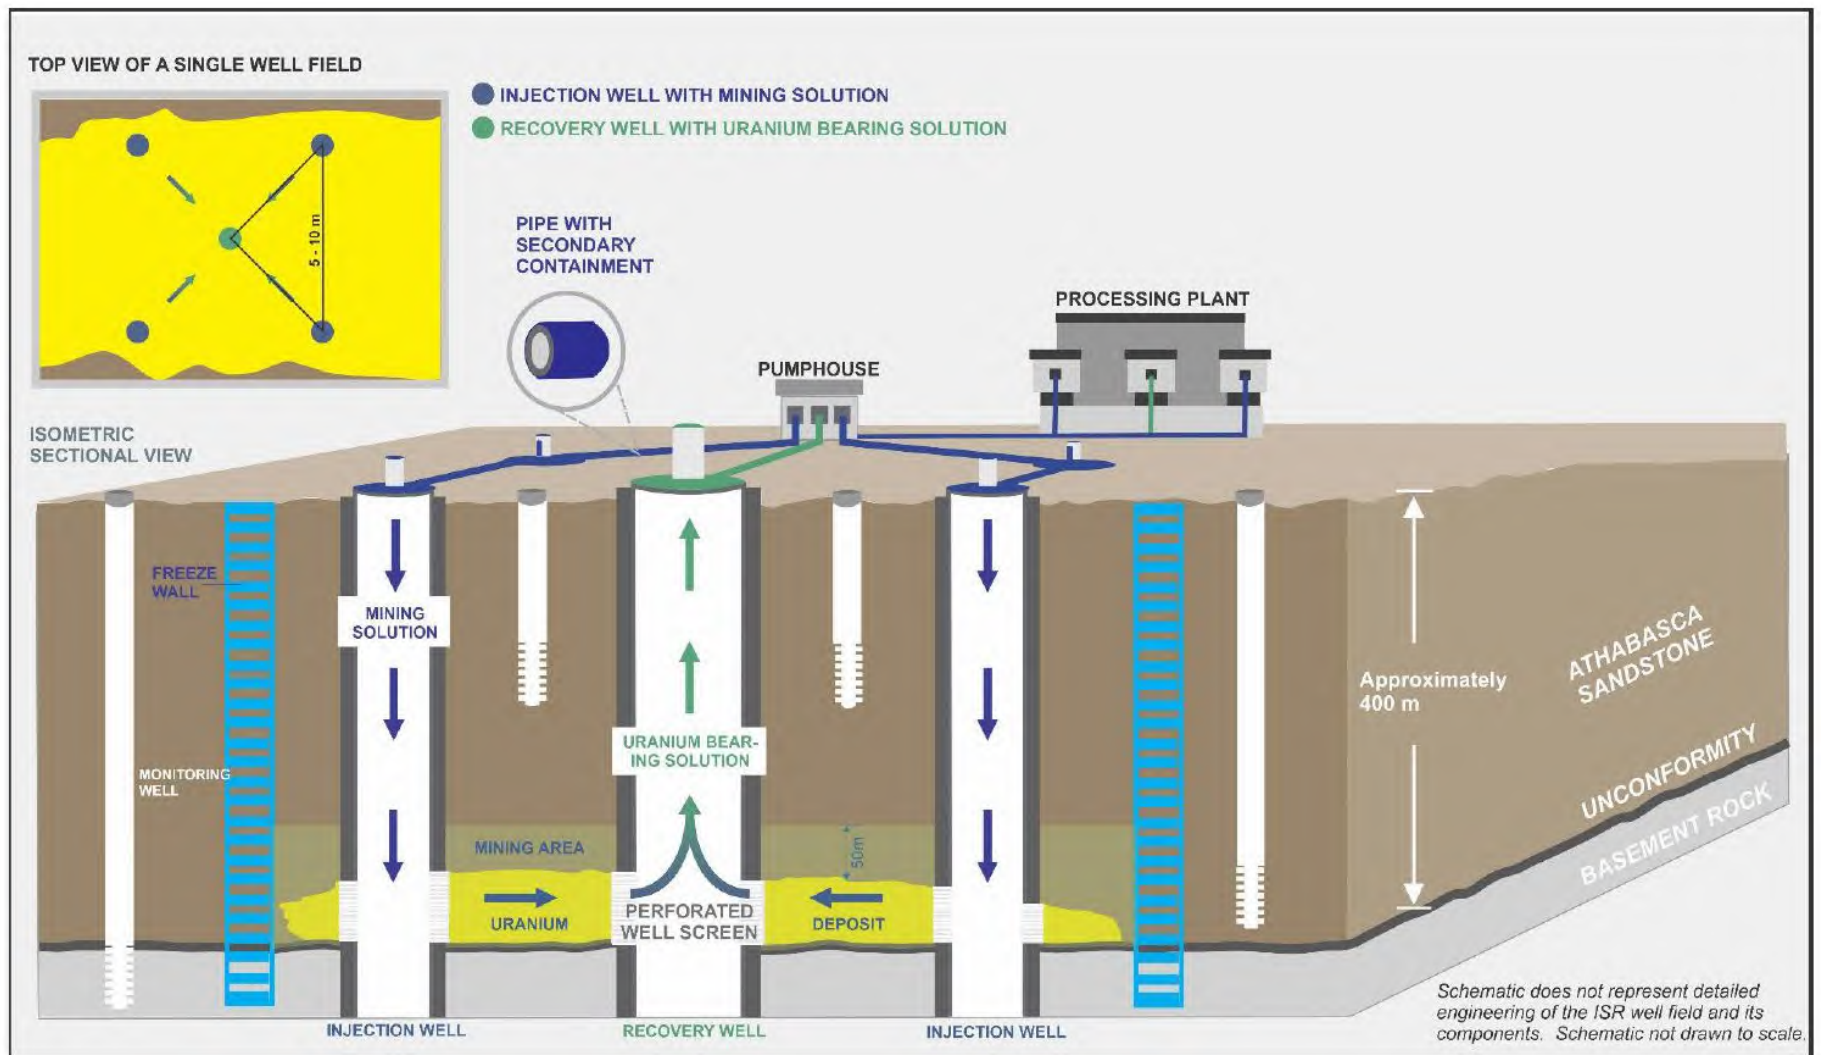 TOP VIEW OF A SINGLE WELL FIELD
INJECTION WELL WITH MINING SOLUTION
RECOVERY WELL WITH URANIUM BEARING SOLUTION
5 - 10 m
PIPE WITH
SECONDARY
CONTAINMENT
PROCESSING PLANT
PUMPHOUSE
ISOMETRIC
SECTIONAL VIEW
FREEZE
WALL
MINING
SOLUTION
ATHABASCA
SANDSTONE
Approximately
400 m
URANIUM BEAR-
ING SOLUTION
MONITORING
WELL
UNCONFORMITY
BASEMENT ROCK
MINING AREA
50m
URANIUM
PERFORATED
WELL SCREEN
DEPOSIT
INJECTION WELL
RECOVERY WELL
INJECTION WELL
Schematic does not represent detailed
engineering of the ISR well field and its
components. Schematic not drawn to scale.